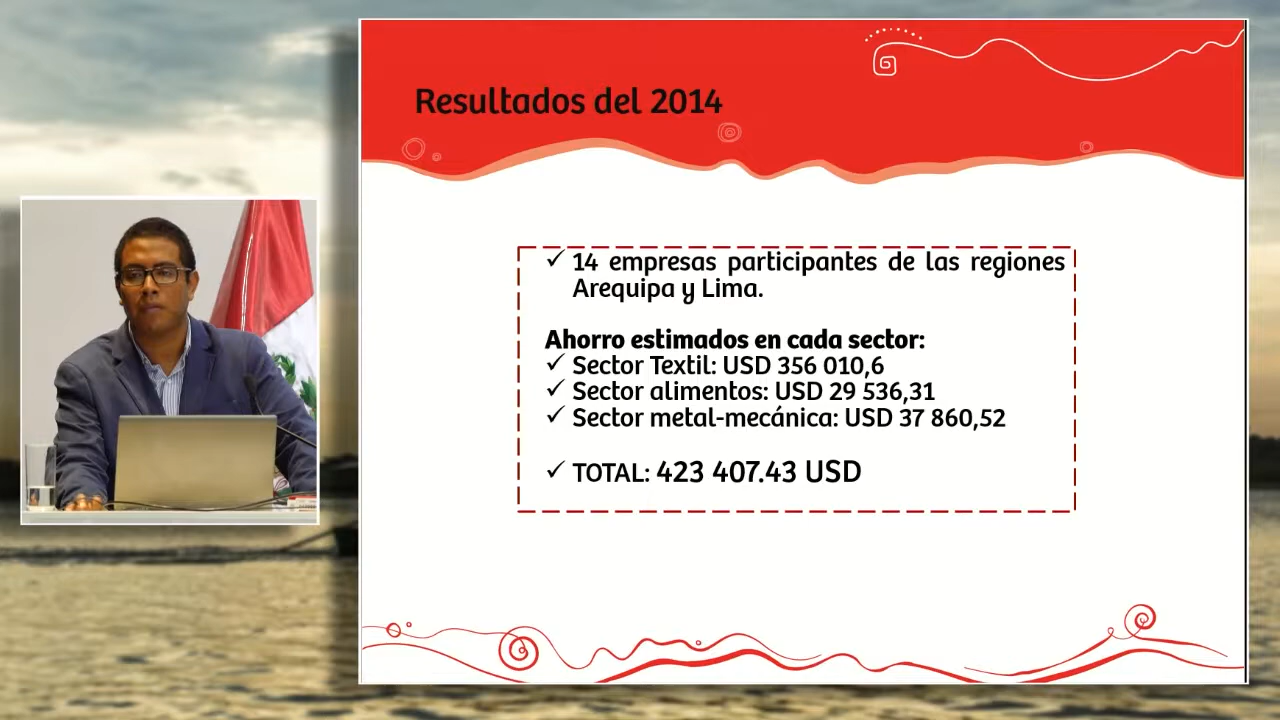 Resultados del 2014
✓ 14 empresas participantes de las regiones
Arequipa y Lima.
Ahorro estimados en cada sector:
✓ Sector Textil: USD 356 010,6
✓ Sector alimentos: USD 29 536,31
✓ Sector metal-mecánica: USD 37 860,52
✓ TOTAL: 423 407.43 USD